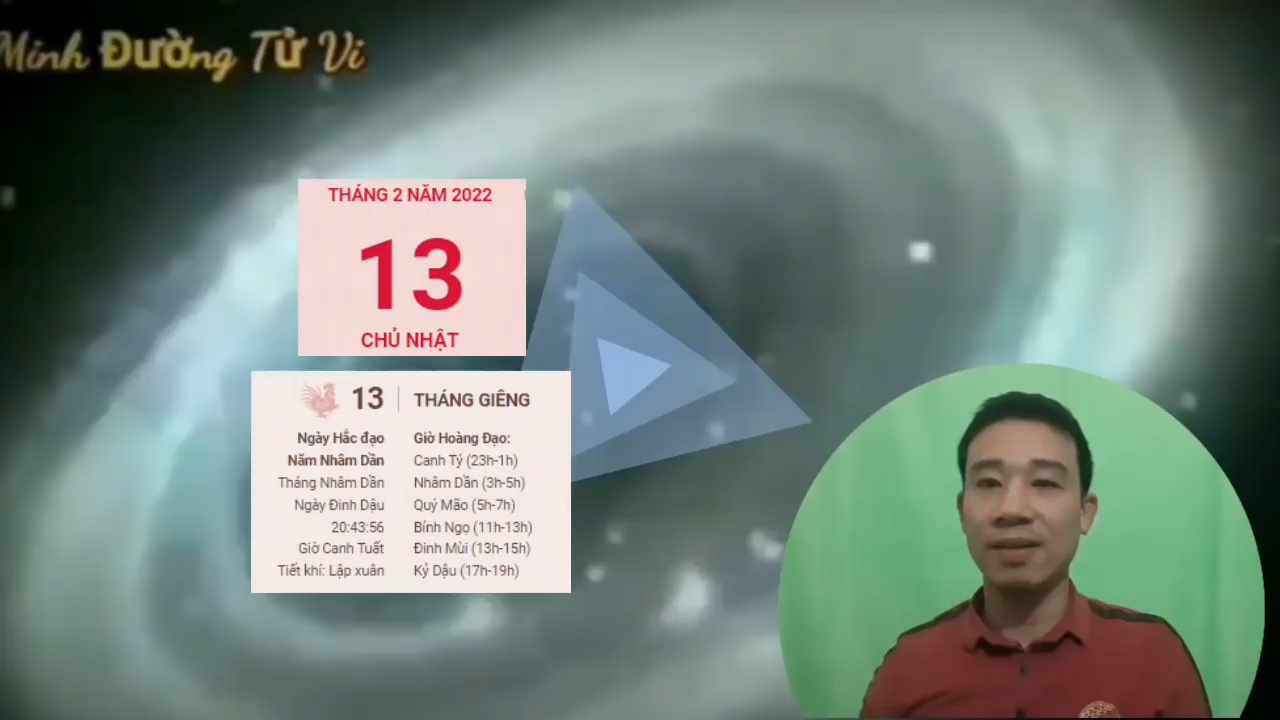 Minh Đường Tử Vi
THÁNG 2 NĂM 2022
13
CHỦ NHẬT
13 THÁNG GIÊNG
Ngày Hắc đạo
Năm Nhâm Dần
Tháng Nhâm Dần
Ngày Đinh Dậu
20:43:56
Giờ Canh Tuất
Tiết khí: Lập xuân
Giờ Hoàng Đạo:
Canh Tý (23h-1h)
Nhâm Dần (3h-5h)
Quý Mão (5h-7h)
Bính Ngọ (11h-13h)
Đinh Mùi (13h-15h)
Kỷ Dậu (17h-19h)